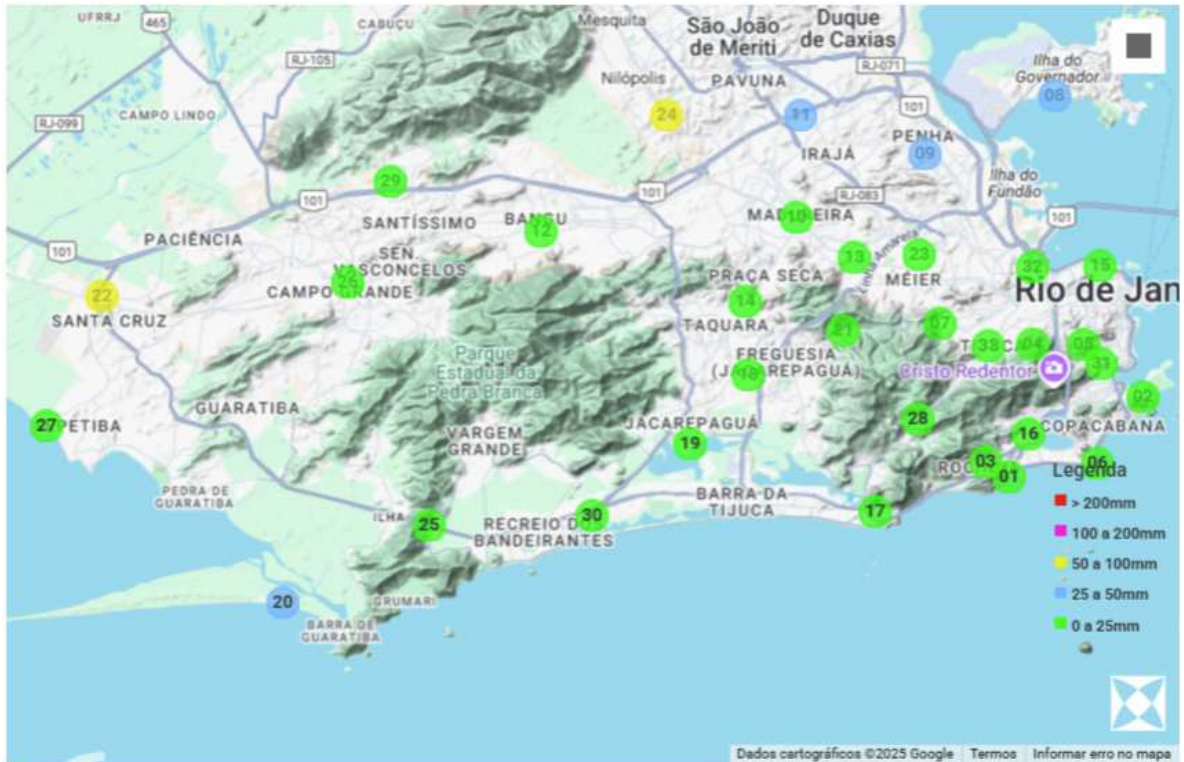 UFRRJ
465
CABUÇU
Mesquita
São João
de Meriti
Duque
de Caxias
RJ-105
Nilópolis
PAVUNA
RJ-071
Ilha do
Governador
08
RJ-099
CAMPO LINDO
24
11
101
PENHA
IRAJÁ
09
Ilha do
Fundão
29
101
101
RJ-083
101
SANTÍSSIMO
BANGU
12
MADUREIRA
10
PACIÊNCIA
101
SEN.
VASCONCELOS
CAMPO GRANDE
PRAÇA SECA
13
Linha Amarela
23
MÉIER
32
15
22
SANTA CRUZ
14
TAQUARA
Rio de Jan
21
07
Parque
Estadual da
Pedra Branca
FREGUESIA
(JACAREPAGUÁ)
18
04
05
31
Cristo Redentor
02
27
GUARATIBA
VARGEM
GRANDE
JACAREPAGUÁ
19
28
16
COPACABANA
03
01
06
PEDRA DE
GUARATIBA
ILHA
25
RECREIO DOS
BANDEIRANTES
30
BARRA DA
TIJUCA
17
20
GRUMARI
BARRA DE
GUARATIBA
Legenda
> 200mm
100 a 200mm
50 a 100mm
25 a 50mm
0 a 25mm
Dados cartográficos ©2025 Google
Termos
Informar erro no mapa